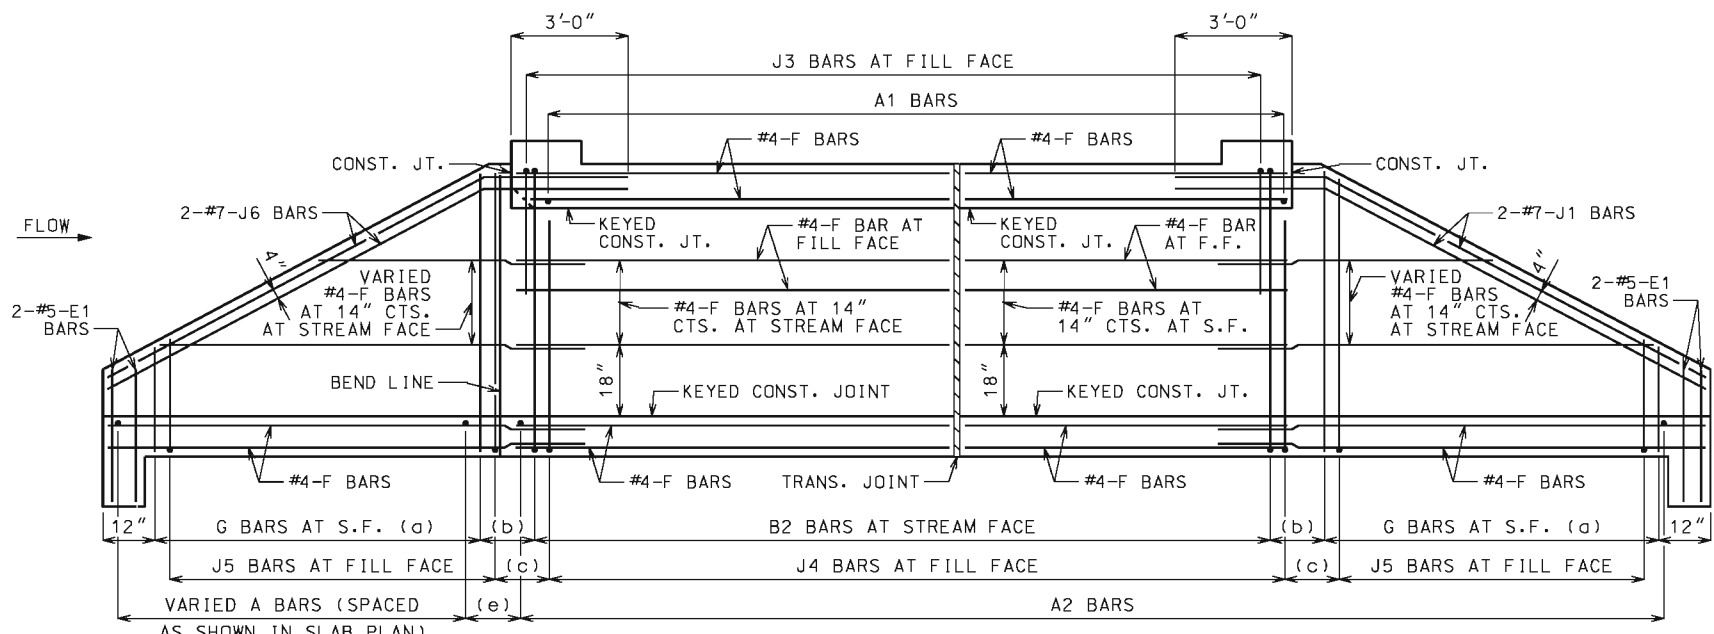 3'-0"
3'-0"
J3 BARS AT FILL FACE
A1 BARS
#4-F BARS
#4-F BARS
CONST. JT.
CONST. JT.
2-#7-J6 BARS
KEYED
CONST. JT.
#4-F BAR AT
FILL FACE
KEYED
CONST. JT.
#4-F BAR
AT F.F.
2-#7-J1 BARS
FLOW
4"
VARIED
#4-F BARS
AT 14" CTS.
AT STREAM FACE
#4-F BARS AT 14"
CTS. AT STREAM FACE
#4-F BARS AT
14" CTS. AT S.F.
VARIED
#4-F BARS
AT 14" CTS.
AT STREAM FACE
4"
2-#5-E1
BARS
2-#5-E1
BARS
BEND LINE
18"
KEYED CONST. JOINT
18"
KEYED CONST. JT.
#4-F BARS
#4-F BARS
TRANS. JOINT
#4-F BARS
#4-F BARS
12"
G BARS AT S.F. (a)
(b)
B2 BARS AT STREAM FACE
(b)
G BARS AT S.F. (a)
12"
J5 BARS AT FILL FACE
(c)
J4 BARS AT FILL FACE
(c)
J5 BARS AT FILL FACE
VARIED A BARS (SPACED
AS SHOWN IN SLAB PLAN)
(e)
A2 BARS